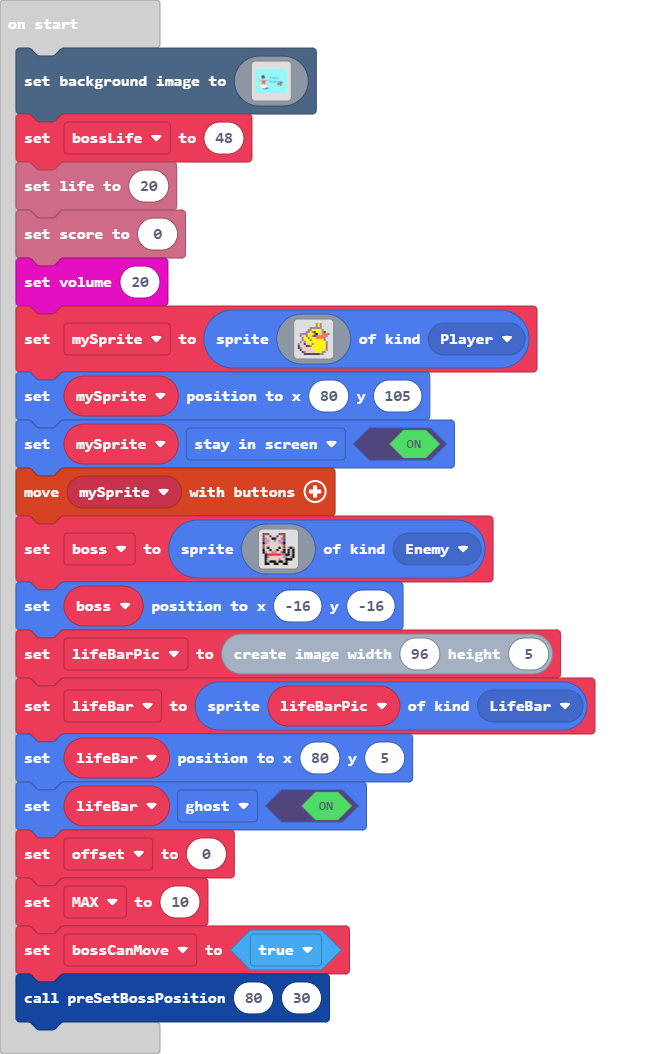 on start
set background image to
set bossLife to 48
set life to 20
set score to 0
set volume 20
set mySprite to sprite of kind Player
set mySprite position to x 80 y 105
set mySprite stay in screen ON
move mySprite with buttons
set boss to sprite of kind Enemy
set boss position to x -16 y -16
set lifeBarPic to create image width 96 height 5
set lifeBar to sprite lifeBarPic of kind LifeBar
set lifeBar position to x 80 y 5
set lifeBar ghost ON
set offset to 0
set MAX to 10
set bossCanMove to true
call preSetBossPosition 80 30